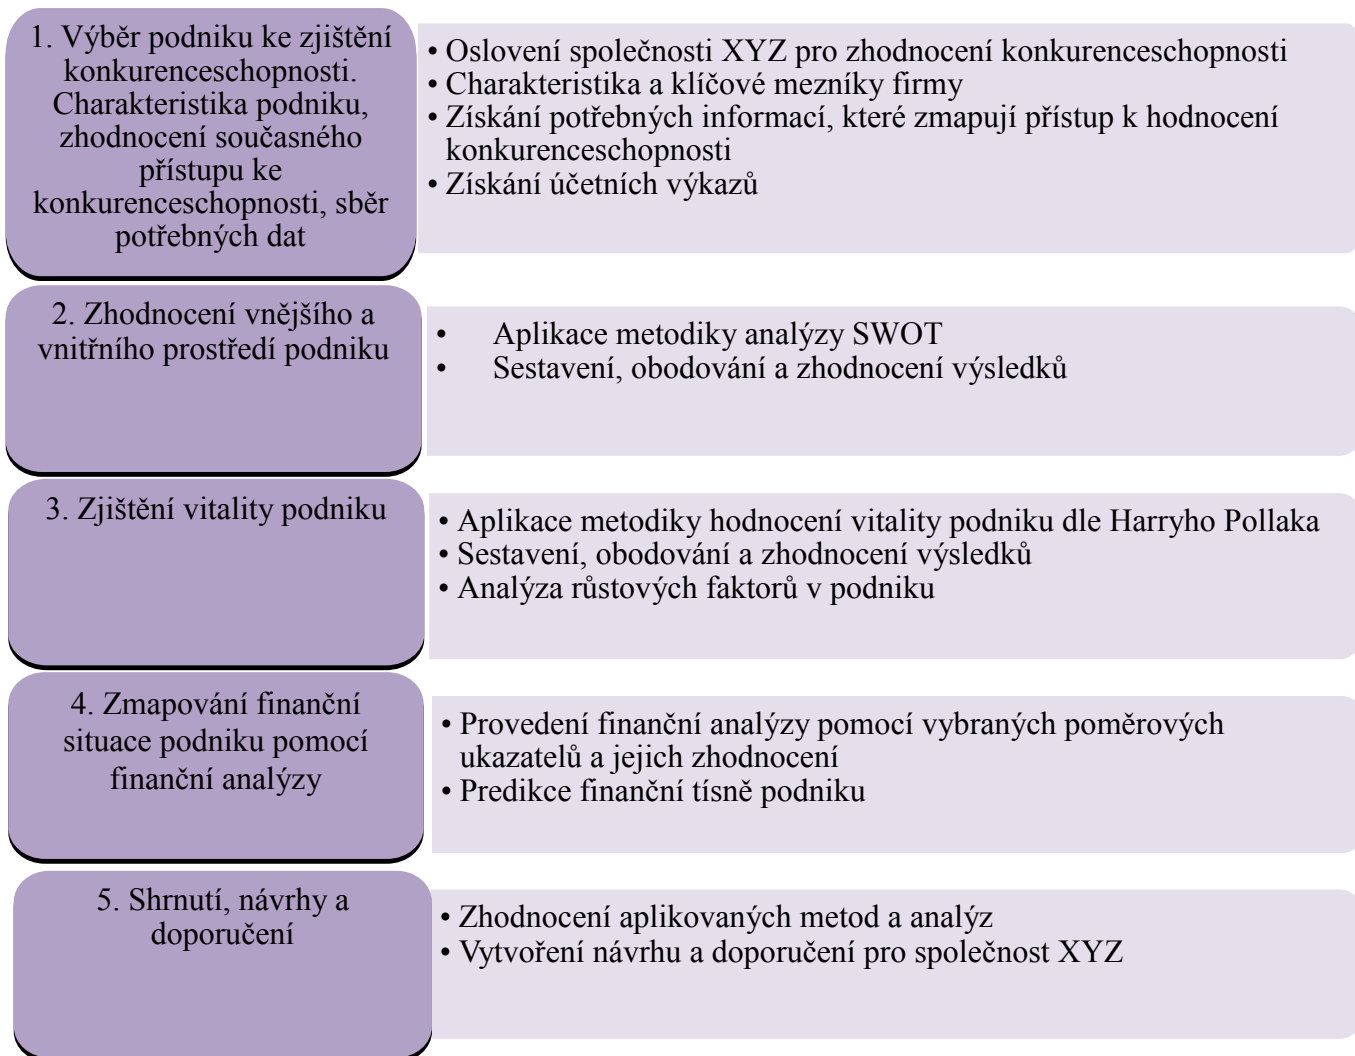 1. Výběr podniku ke zjištění
konkurenceschopnosti.
Charakteristika podniku,
zhodnocení současného
přístupu ke
konkurenceschopnosti, sběr
potřebných dat
• Oslovení společnosti XYZ pro zhodnocení konkurenceschopnosti
• Charakteristika a klíčové mezníky firmy
• Získání potřebných informací, které zmapují přístup k hodnocení
konkurenceschopnosti
• Získání účetních výkazů
2. Zhodnocení vnějšího a
vnitřního prostředí podniku
• Aplikace metodiky analýzy SWOT
• Sestavení, obodování a zhodnocení výsledků
3. Zjištění vitality podniku
• Aplikace metodiky hodnocení vitality podniku dle Harryho Pollaka
• Sestavení, obodování a zhodnocení výsledků
• Analýza růstových faktorů v podniku
4. Zmapování finanční
situace podniku pomocí
finanční analýzy
• Provedení finanční analýzy pomocí vybraných poměrových
ukazatelů a jejich zhodnocení
• Predikce finanční tísně podniku
5. Shrnutí, návrhy a
doporučení
• Zhodnocení aplikovaných metod a analýz
• Vytvoření návrhu a doporučení pro společnost XYZ